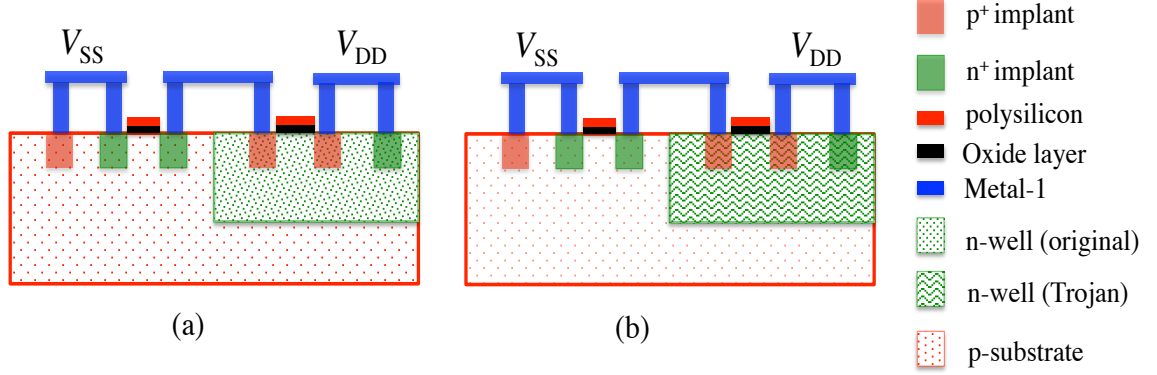 V_SS
V_DD
(a)
V_SS
V_DD
(b)
p⁺ implant
n⁺ implant
polysilicon
Oxide layer
Metal-1
n-well (original)
n-well (Trojan)
p-substrate